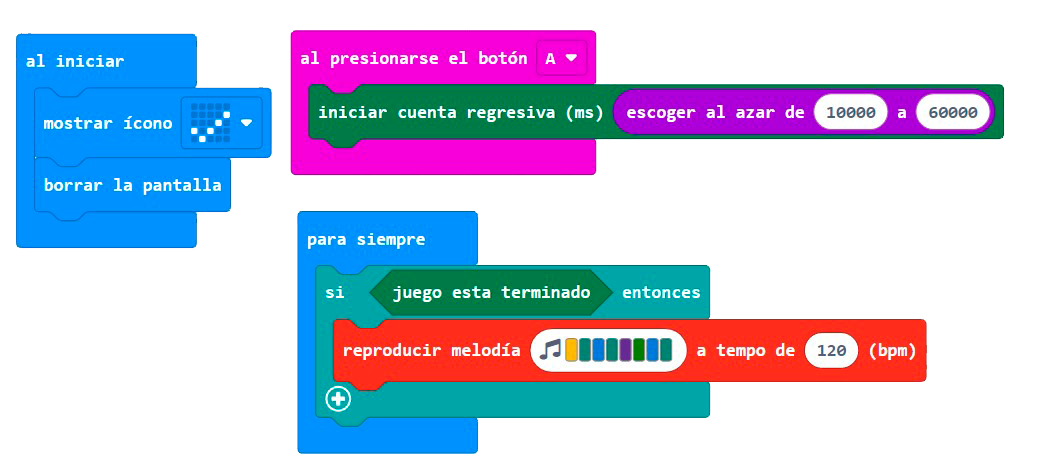 al iniciar
mostrar ícono
borrar la pantalla
al presionarse el botón A
iniciar cuenta regresiva (ms) escoger al azar de 10000 a 60000
para siempre
si juego esta terminado entonces
reproducir melodía a tempo de 120 (bpm)